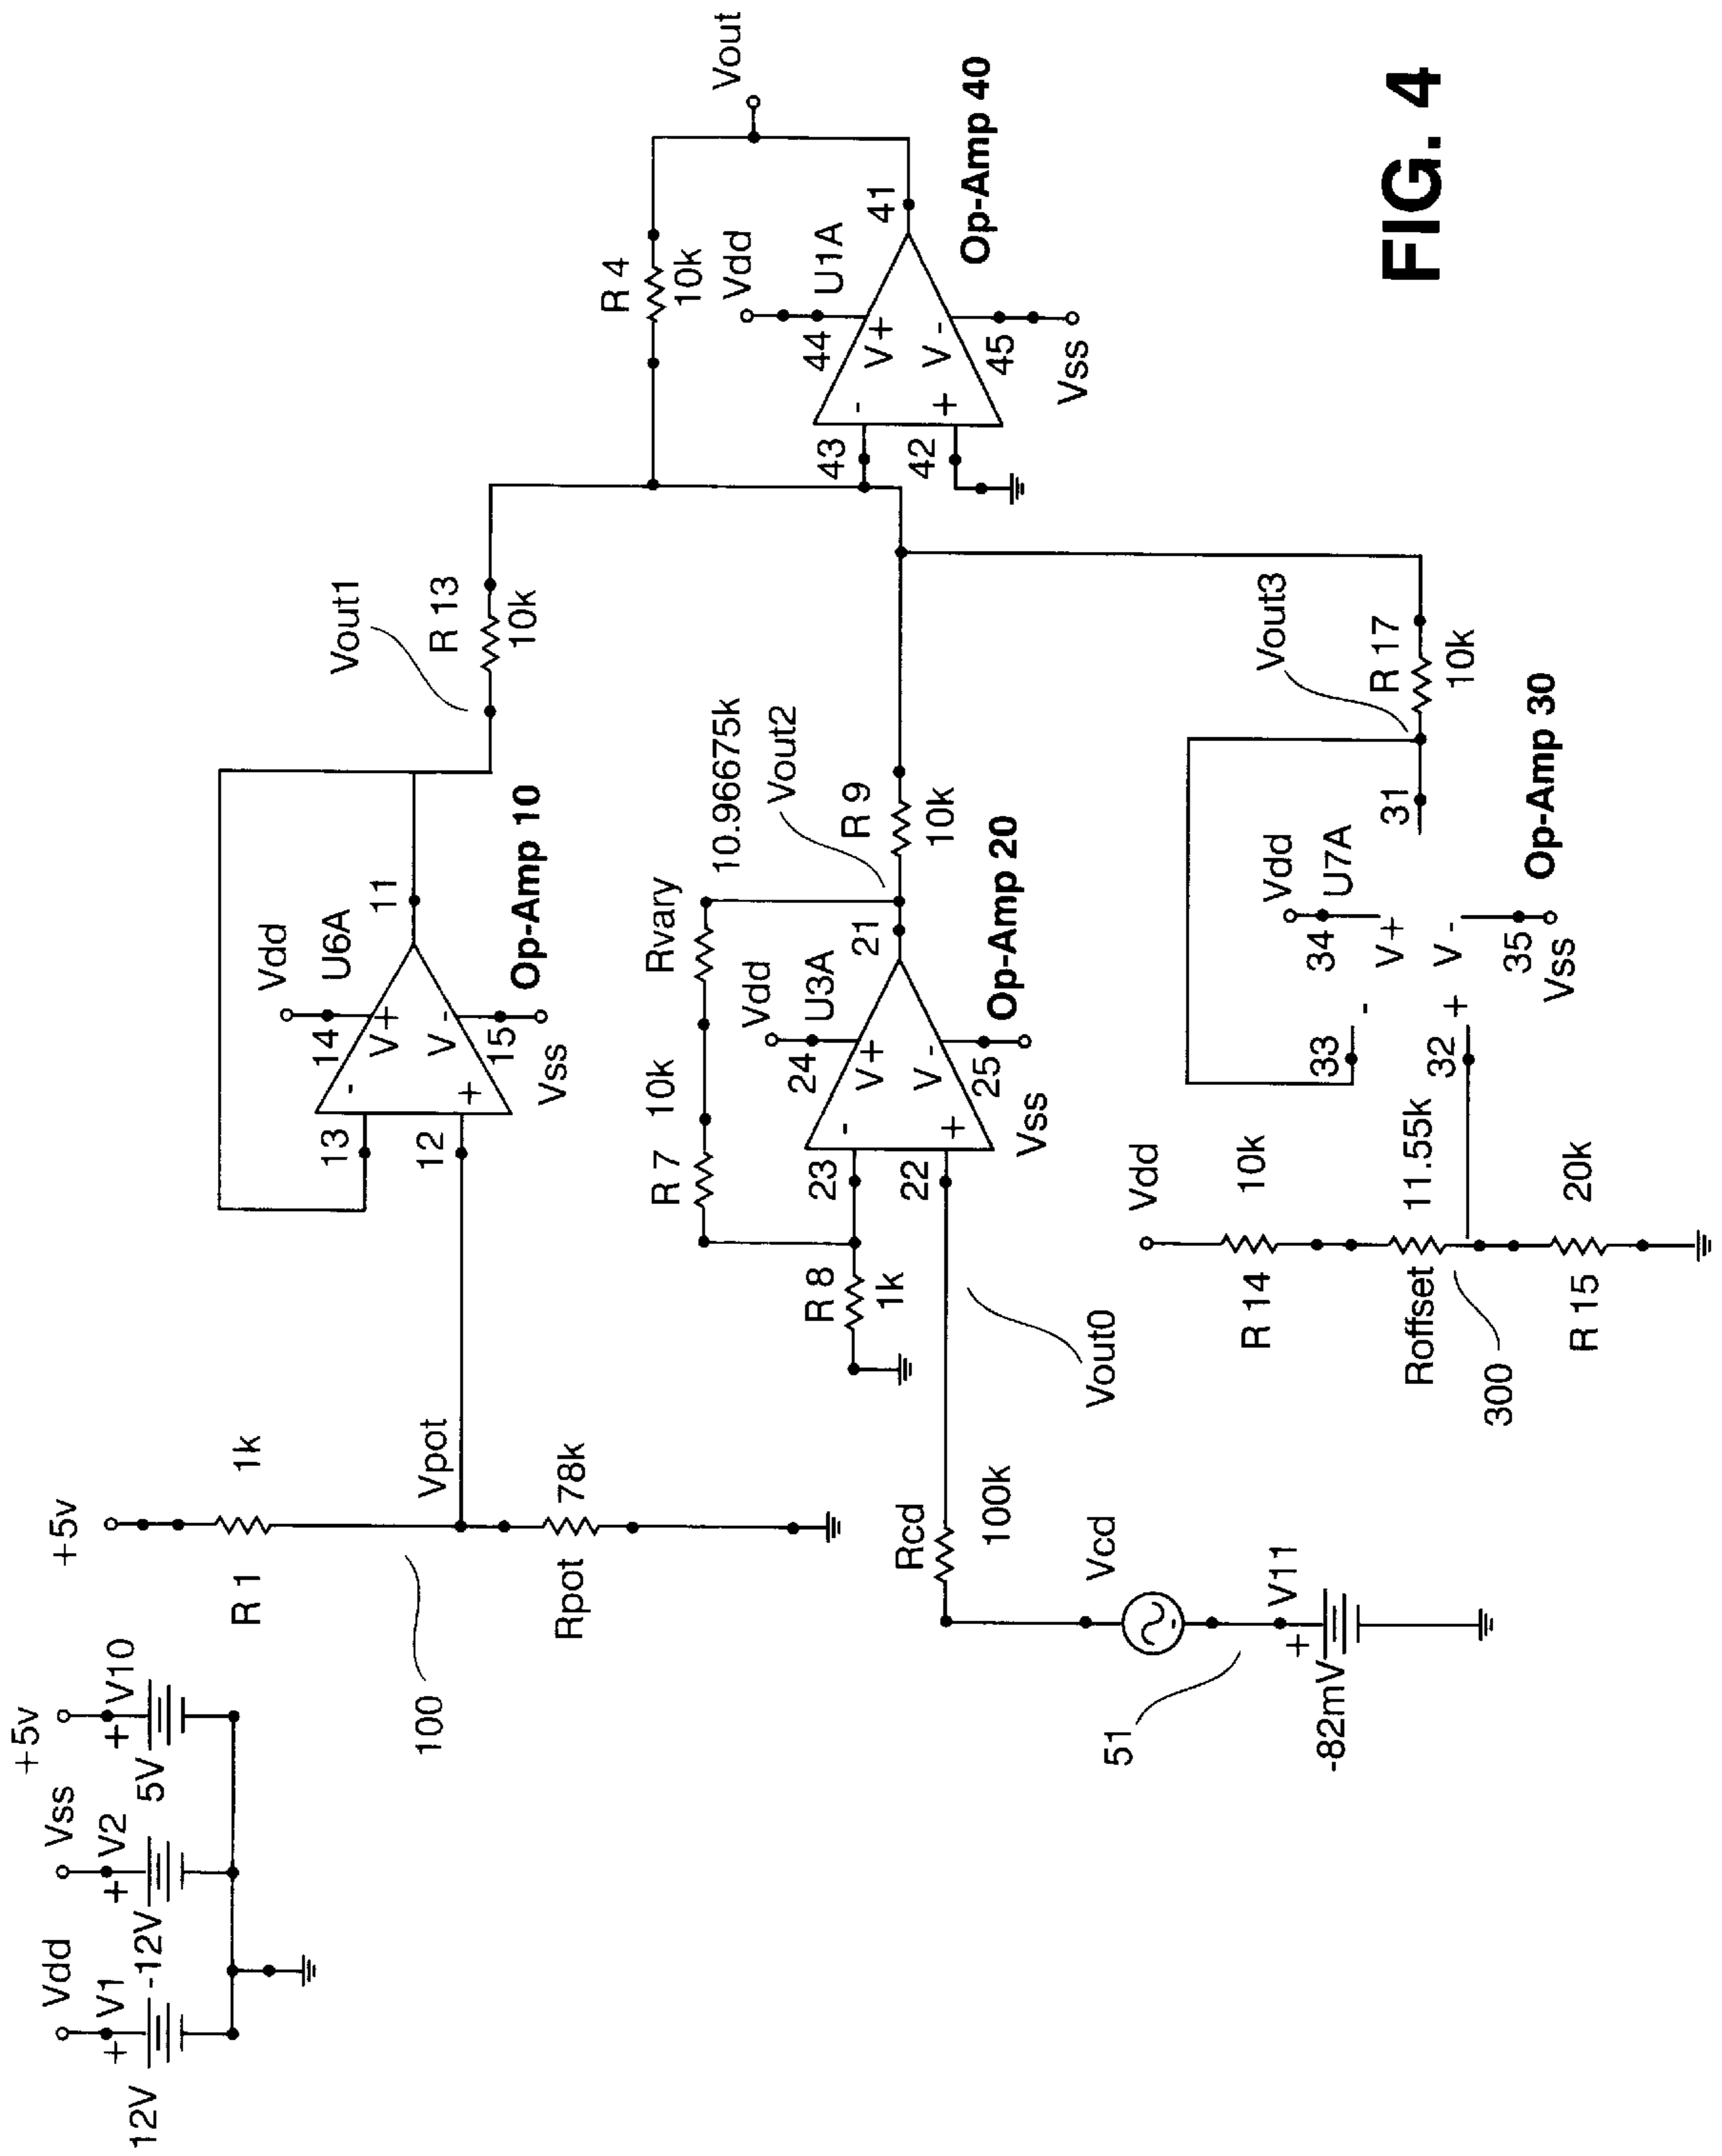 +5v
Vdd
Vss
+5v
V1
V2
V10
+
+
+
12V
-12V
5V
R 1
1k
100
Vpot
Rpot
78k
13
12
14
Vdd
U6A
-
+
V+
V -
15
Vss
11
Op-Amp 10
Vout1
R 13
10k
R 7
10k
Rvary
10.96675k
R 8
1k
23
22
24
Vdd
U3A
-
+
V+
V -
25
Vss
21
Op-Amp 20
Vout2
R 9
10k
Vout0
Rcd
100k
Vcd
51
V11
+
-82mV
Vdd
R 14
10k
Roffset
11.55k
300
R 15
20k
33
32
34
Vdd
U7A
-
+
V+
V -
35
Vss
31
Op-Amp 30
Vout3
R 17
10k
R 4
10k
43
42
44
Vdd
U1A
-
+
V+
V -
45
Vss
41
Op-Amp 40
Vout
FIG. 4